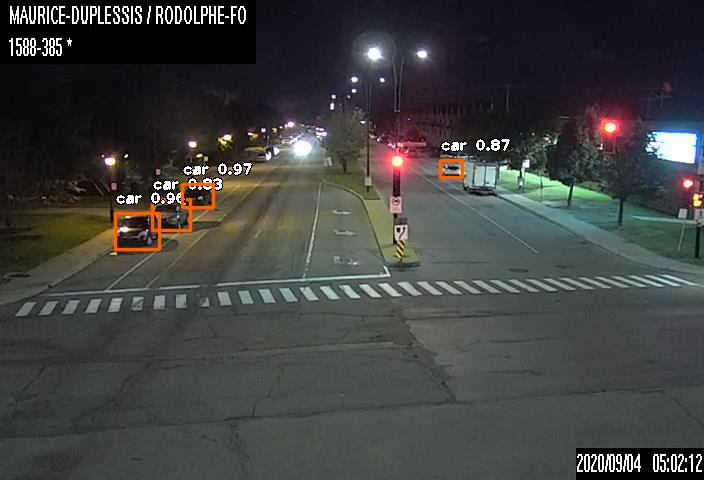 MAURICE-DUPLESSIS / RODOLPHE-FO
1588-385 *
car 0.87
car 0.97
car 0.83
car 0.96
2020/09/04 05:02:12